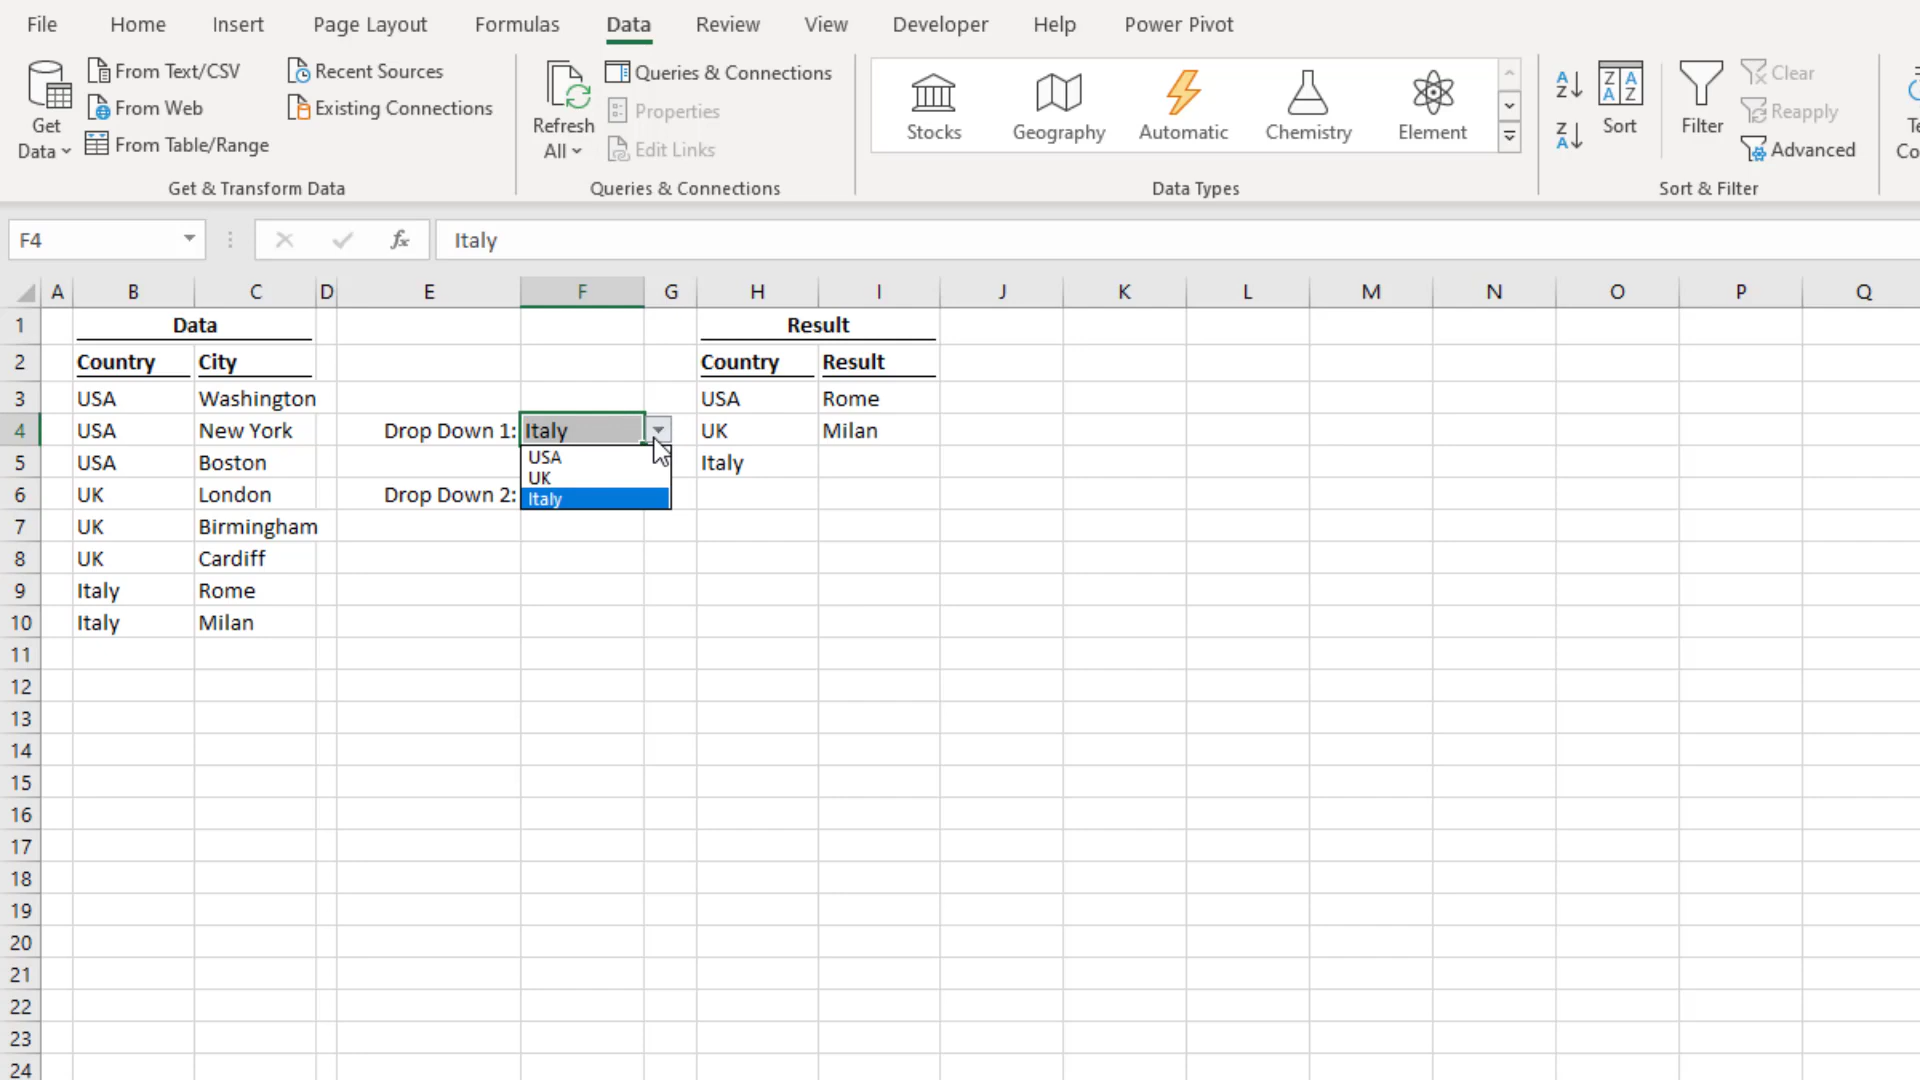 File Home Insert Page Layout Formulas Data Review View Developer Help Power Pivot
Get Data
From Text/CSV
From Web
From Table/Range
Recent Sources
Existing Connections
Get & Transform Data
Refresh All
Queries & Connections
Properties
Edit Links
Queries & Connections
Stocks Geography Automatic Chemistry Element
Data Types
Sort
Filter
Clear
Reapply
Advanced
Sort & Filter
F4 fx Italy
A B C D E F G H I J K L M N O P Q
1 Data Result
2 Country City Country Result
3 USA Washington USA Rome
4 USA New York Drop Down 1: Italy UK Milan
5 USA Boston USA Italy
UK
6 UK London Drop Down 2: Italy
7 UK Birmingham
8 UK Cardiff
9 Italy Rome
10 Italy Milan
11
12
13
14
15
16
17
18
19
20
21
22
23
24